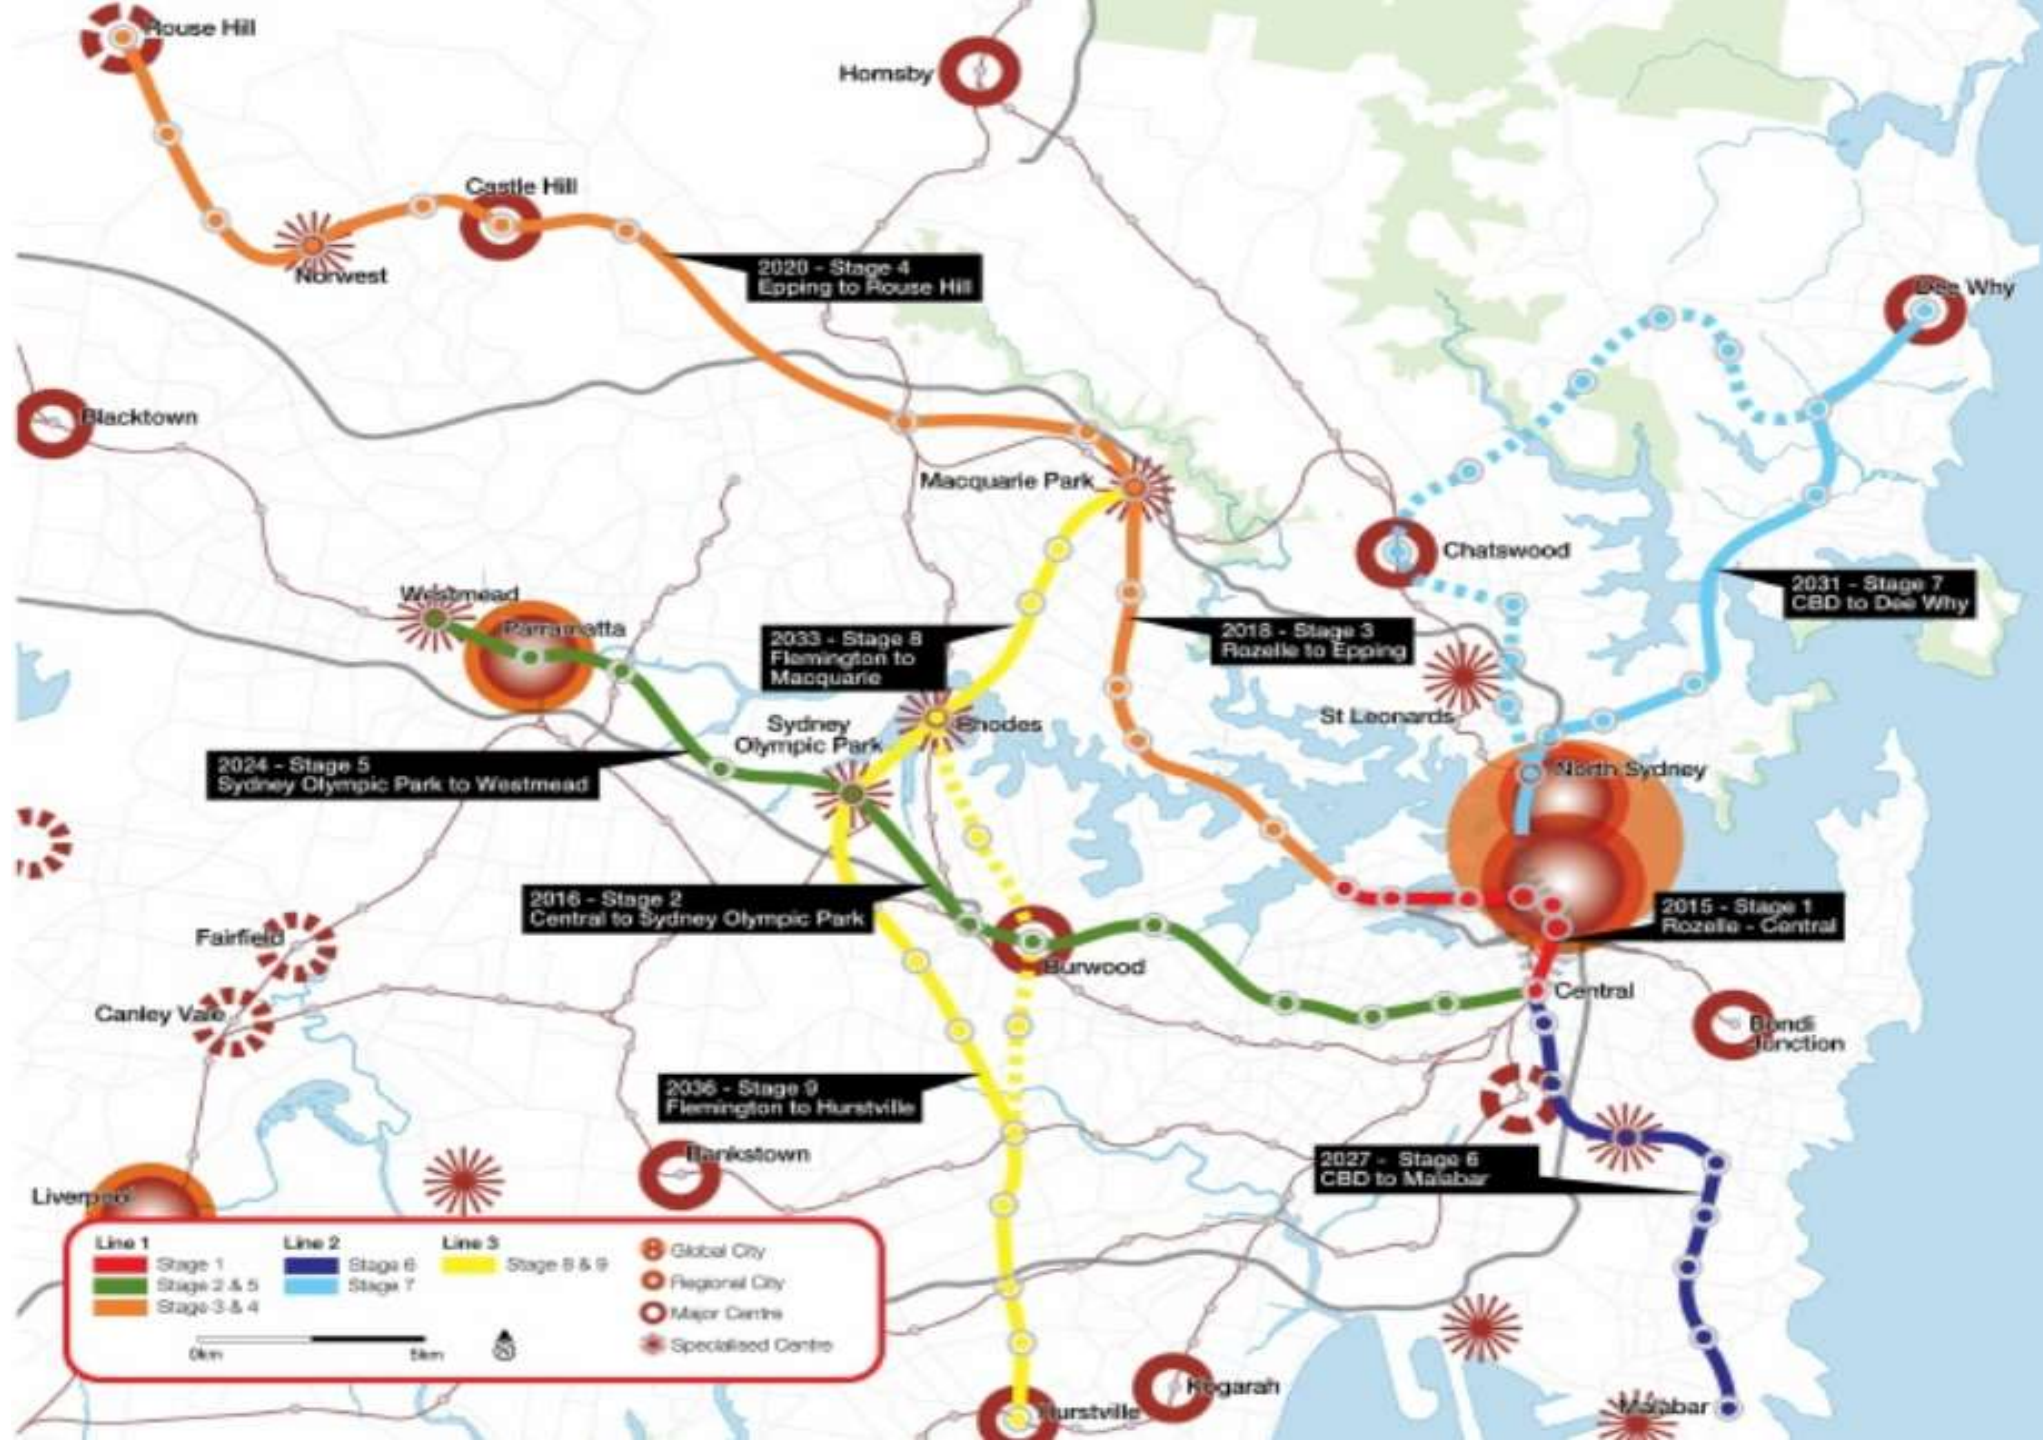 Rouse Hill
Hornsby
Castle Hill
Norwest
2020 - Stage 4
Epping to Rouse Hill
Dee Why
Blacktown
Macquarie Park
Chatswood
2031 - Stage 7
CBD to Dee Why
Westmead
Parramatta
2033 - Stage 8
Flemington to
Macquarie
2018 - Stage 3
Rozelle to Epping
St Leonards
Sydney
Olympic Park
Rhodes
2024 - Stage 5
Sydney Olympic Park to Westmead
North Sydney
2016 - Stage 2
Central to Sydney Olympic Park
2015 - Stage 1
Rozelle - Central
Fairfield
Burwood
Central
Canley Vale
Bondi
Junction
2036 - Stage 9
Flemington to Hurstville
Bankstown
2027 - Stage 6
CBD to Malabar
Liverpool
Line 1
Stage 1
Stage 2 & 5
Stage 3 & 4
Line 2
Stage 6
Stage 7
Line 3
Stage 8 & 9
Global City
Regional City
Major Centre
Specialised Centre
0km
5km
N
Kogarah
Hurstville
Malabar